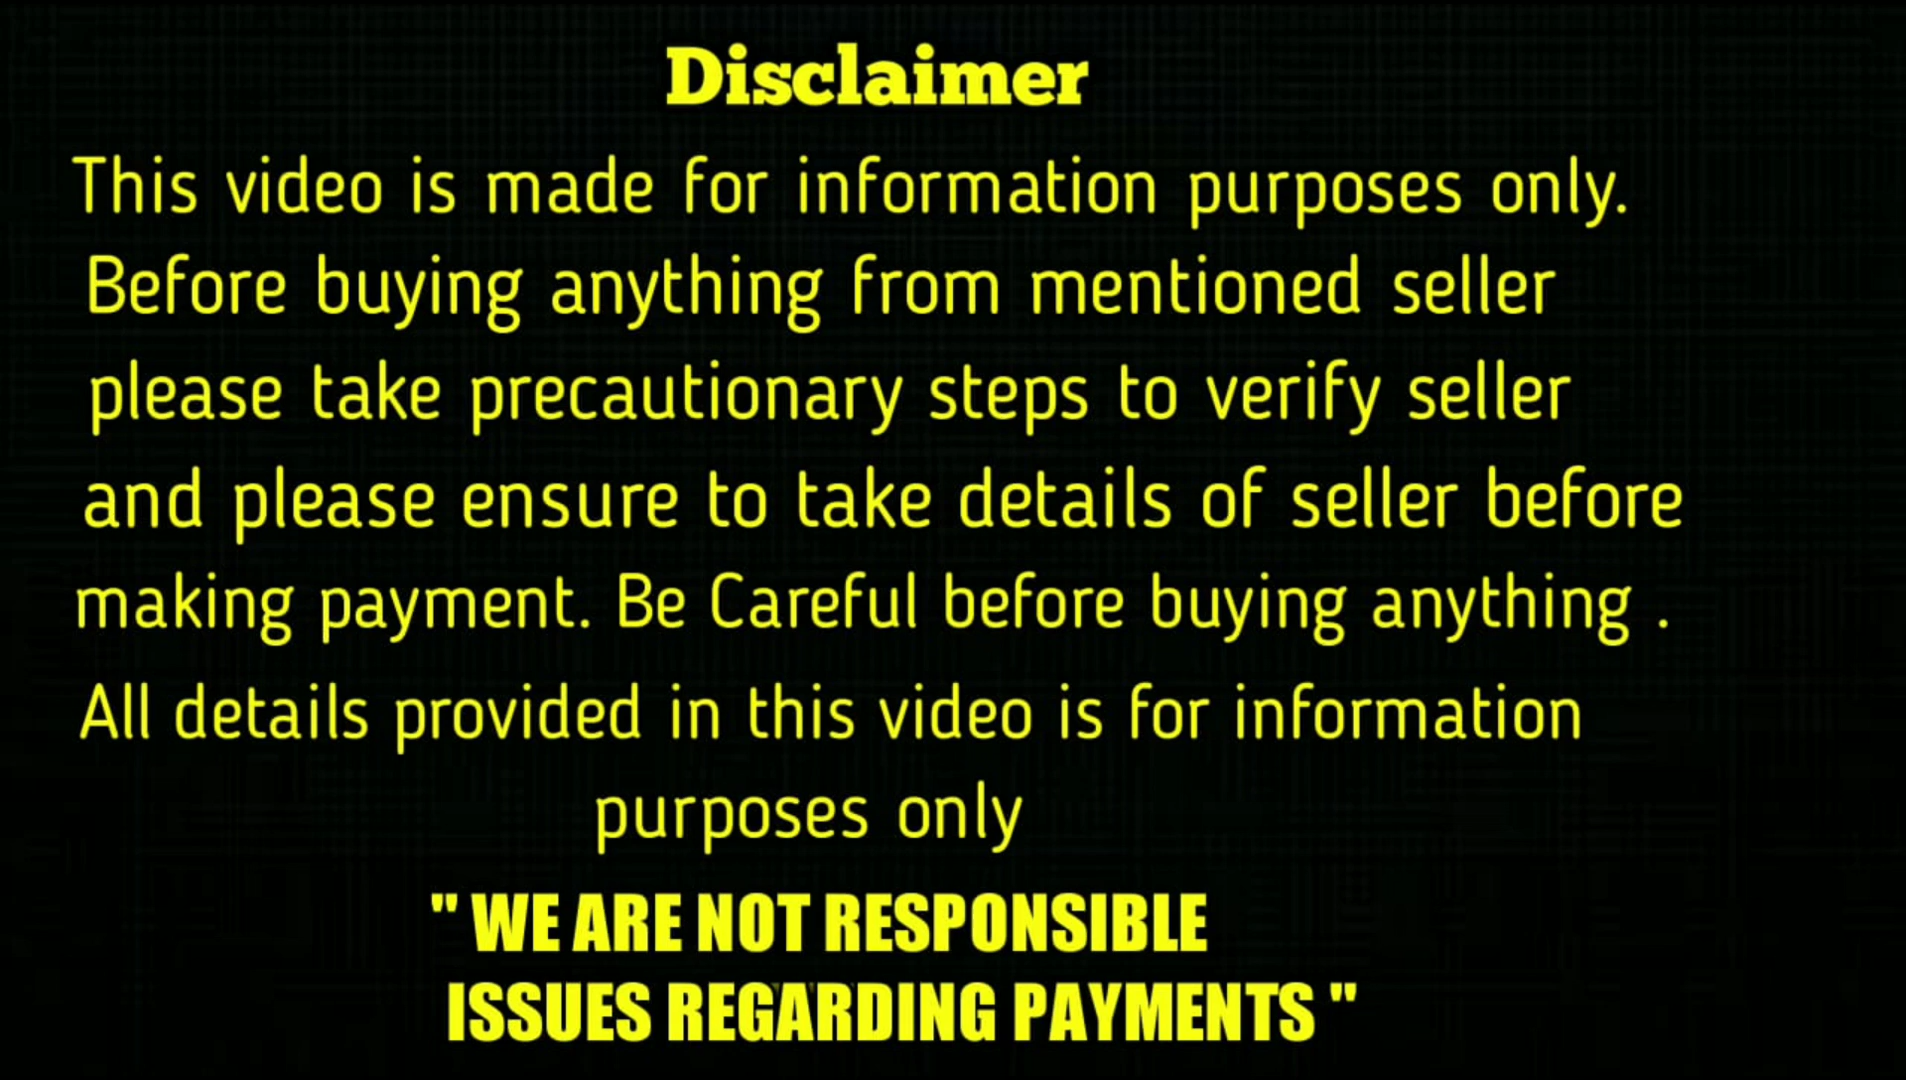 Disclaimer
This video is made for information purposes only.
Before buying anything from mentioned seller
please take precautionary steps to verify seller
and please ensure to take details of seller before
making payment. Be Careful before buying anything .
All details provided in this video is for information
purposes only
" WE ARE NOT RESPONSIBLE
ISSUES REGARDING PAYMENTS "